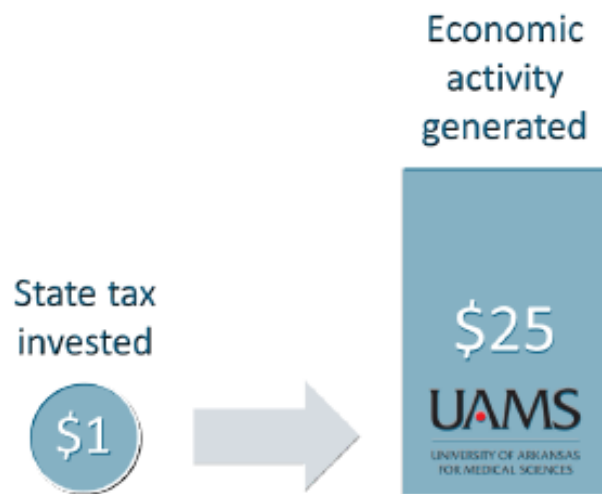 Economic
activity
generated
State tax
invested
$1
$25
UAMS
UNIVERSITY OF ARKANSAS
FOR MEDICAL SCIENCES